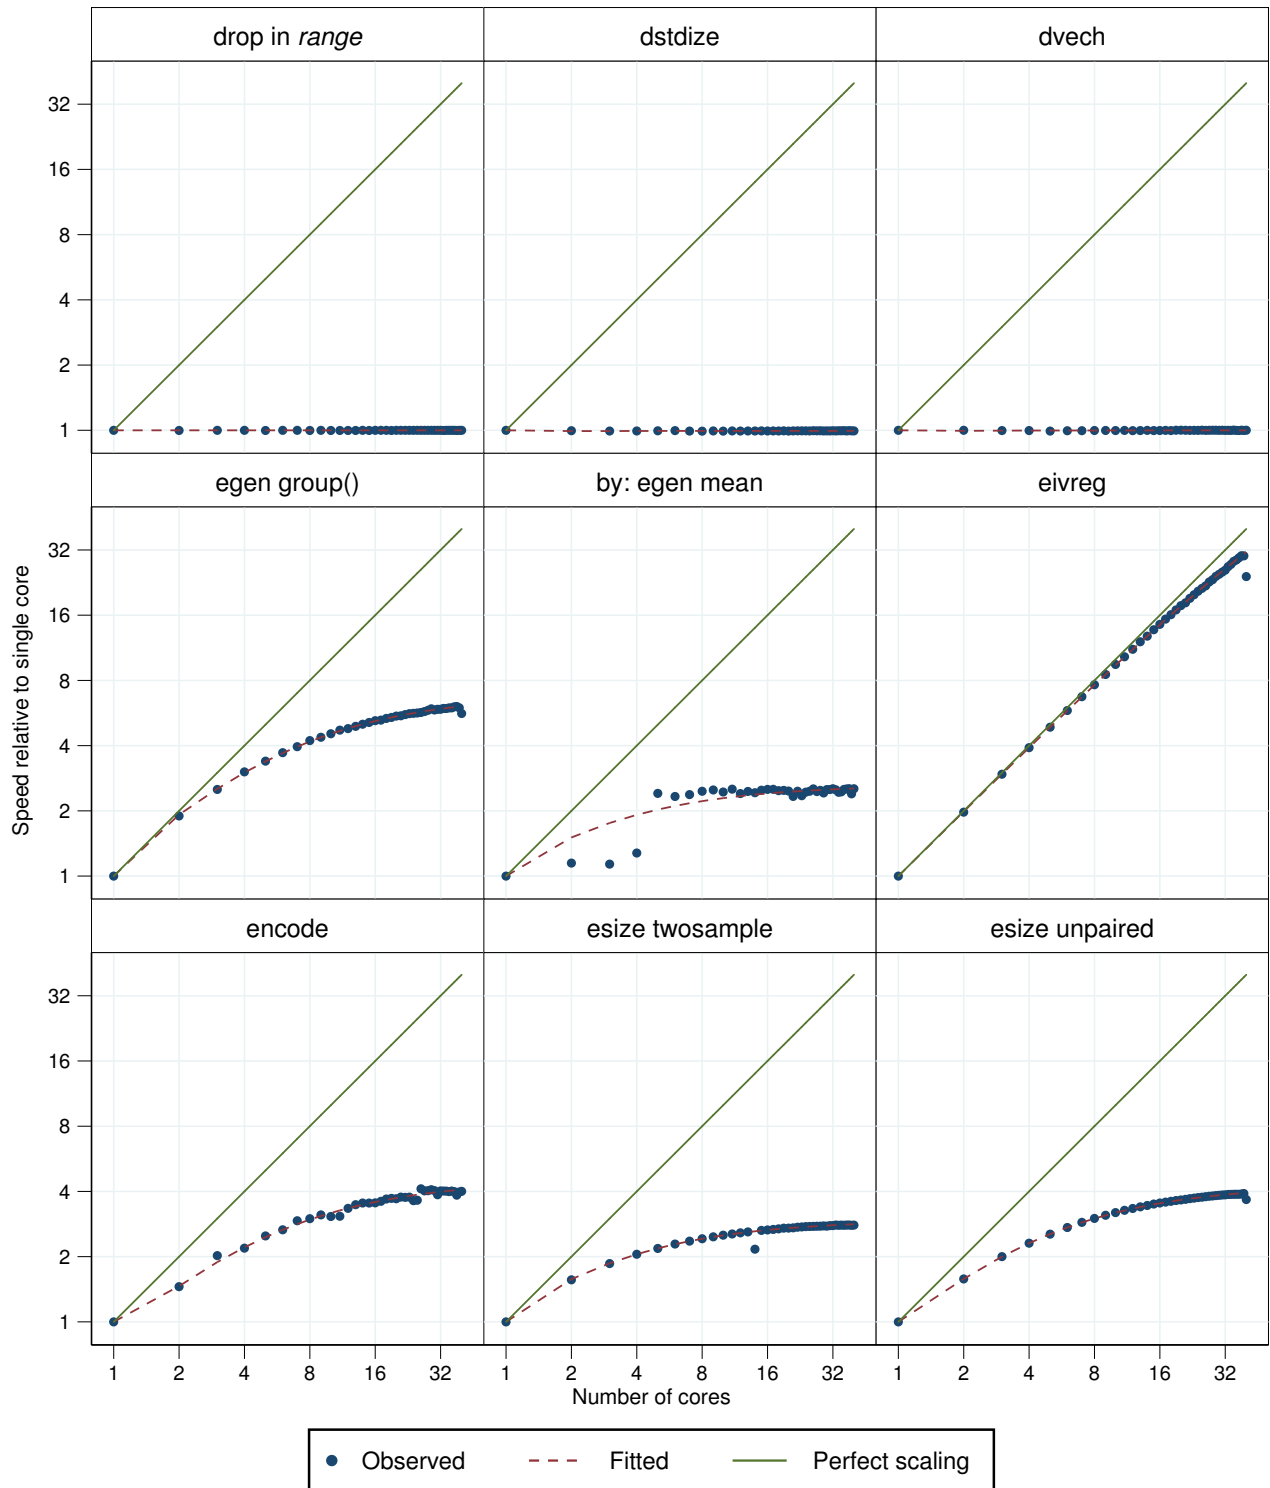 drop in range
dstdize
dvech
32
16
8
4
2
1
egen group()
by: egen mean
eivreg
32
16
8
4
2
1
Speed relative to single core
encode
esize twosample
esize unpaired
32
16
8
4
2
1
1 2 4 8 16 32
1 2 4 8 16 32
1 2 4 8 16 32
Number of cores
Observed
Fitted
Perfect scaling